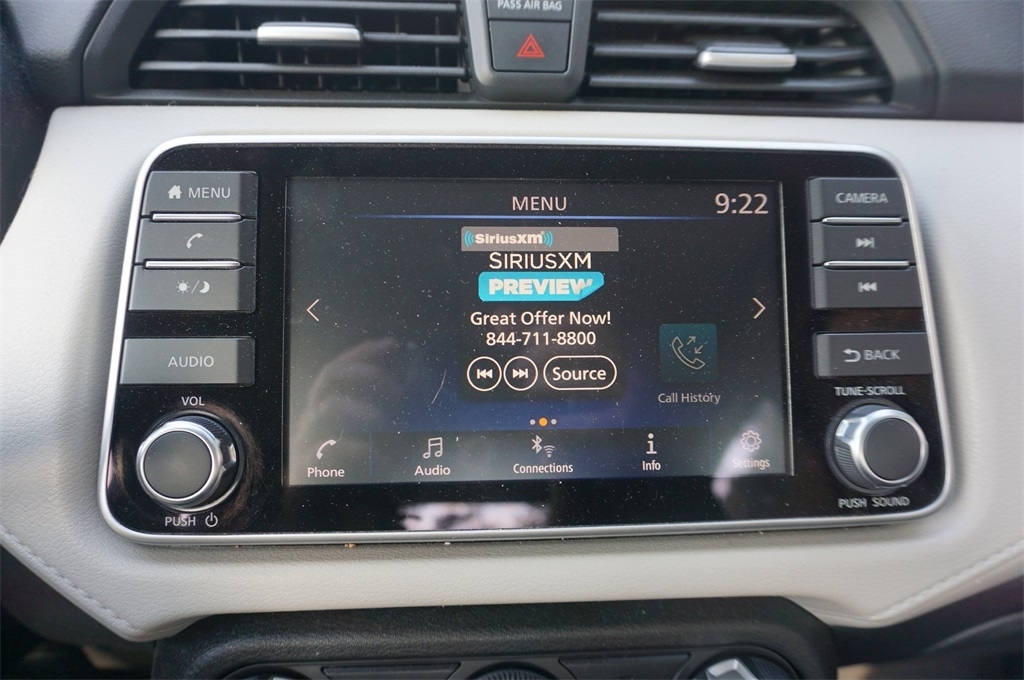 PASS AIR BAG
MENU
AUDIO
VOL
PUSH
MENU
9:22
SiriusXM
SIRIUSXM
PREVIEW
Great Offer Now!
844-711-8800
Source
Call History
Phone
Audio
Connections
Info
Settings
CAMERA
BACK
TUNE-SCROLL
PUSH SOUND